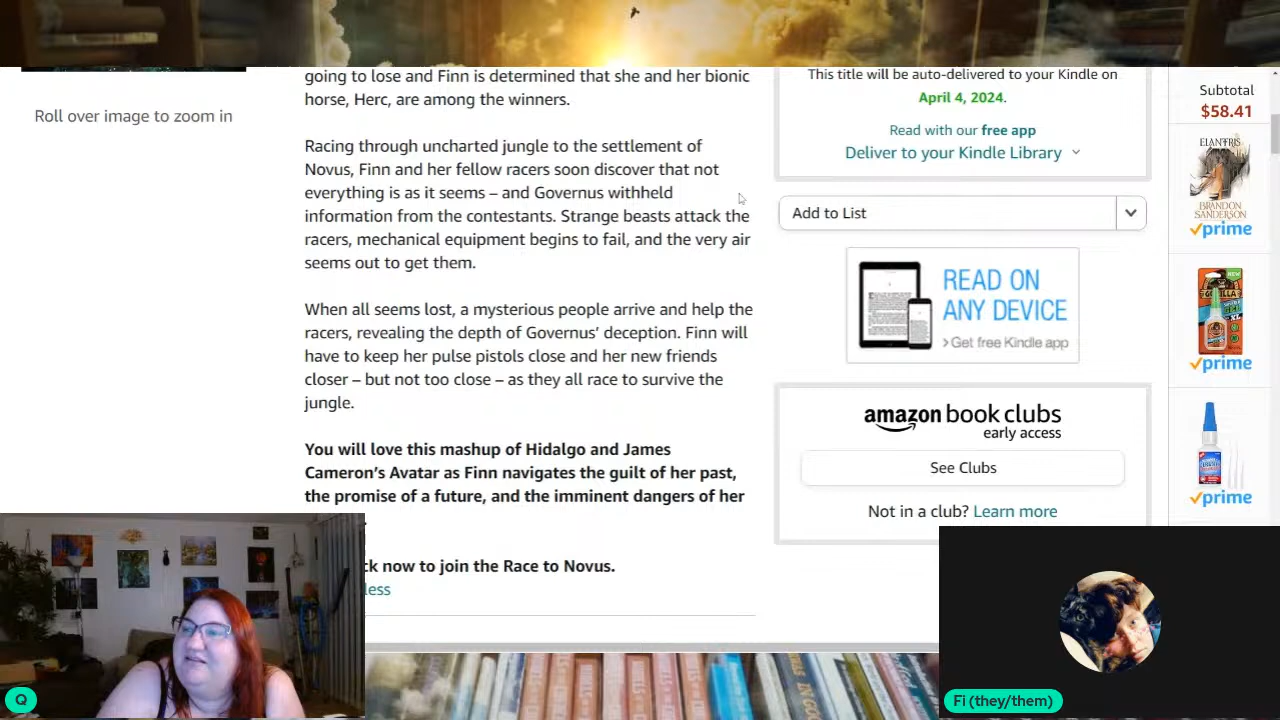 going to lose and Finn is determined that she and her bionic
horse, Herc, are among the winners.
Racing through uncharted jungle to the settlement of
Novus, Finn and her fellow racers soon discover that not
everything is as it seems – and Governus withheld
information from the contestants. Strange beasts attack the
racers, mechanical equipment begins to fail, and the very air
seems out to get them.
When all seems lost, a mysterious people arrive and help the
racers, revealing the depth of Governus' deception. Finn will
have to keep her pulse pistols close and her new friends
closer – but not too close – as they all race to survive the
jungle.
You will love this mashup of Hidalgo and James
Cameron's Avatar as Finn navigates the guilt of her past,
the promise of a future, and the imminent dangers of her
now to join the Race to Novus.
less
Roll over image to zoom in
This title will be auto-delivered to your Kindle on
April 4, 2024.
Read with our free app
Deliver to your Kindle Library
Add to List
READ ON
ANY DEVICE
› Get free Kindle app
amazon book clubs
early access
See Clubs
Not in a club? Learn more
Subtotal
$58.41
ELANTRIS
BRANDON
SANDERSON
prime
GORILLA
prime
prime
Q
Fi (they/them)